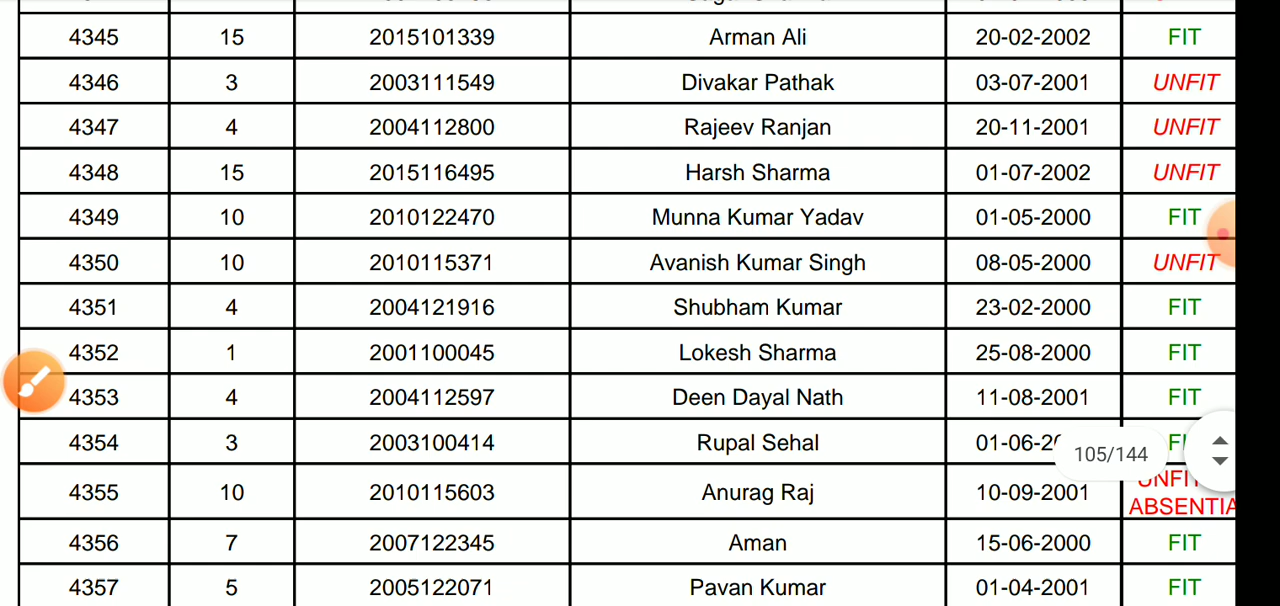 4345 15 2015101339 Arman Ali 20-02-2002 FIT
4346 3 2003111549 Divakar Pathak 03-07-2001 UNFIT
4347 4 2004112800 Rajeev Ranjan 20-11-2001 UNFIT
4348 15 2015116495 Harsh Sharma 01-07-2002 UNFIT
4349 10 2010122470 Munna Kumar Yadav 01-05-2000 FIT
4350 10 2010115371 Avanish Kumar Singh 08-05-2000 UNFIT
4351 4 2004121916 Shubham Kumar 23-02-2000 FIT
4352 1 2001100045 Lokesh Sharma 25-08-2000 FIT
4353 4 2004112597 Deen Dayal Nath 11-08-2001 FIT
4354 3 2003100414 Rupal Sehal 01-06-20
105/144
4355 10 2010115603 Anurag Raj 10-09-2001
ABSENTIA
4356 7 2007122345 Aman 15-06-2000 FIT
4357 5 2005122071 Pavan Kumar 01-04-2001 FIT